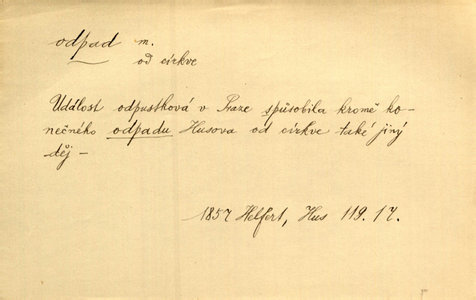 odpad m.
od církve
Událost odpustková v Praze spůsobila kromě ko-
nečného odpadu Husova od církve také jiný
děj –
1857 Helfert, Hus 119.17.